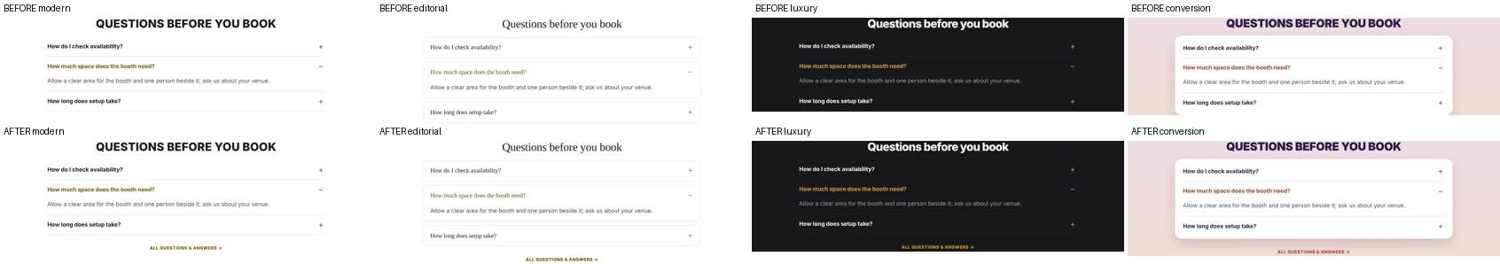 BEFORE modern
QUESTIONS BEFORE YOU BOOK
How do I check availability? +
How much space does the booth need? −
Allow a clear area for the booth and one person beside it; ask us about your venue.
How long does setup take? +
BEFORE editorial
Questions before you book
How do I check availability? +
How much space does the booth need? −
Allow a clear area for the booth and one person beside it; ask us about your venue.
How long does setup take? +
BEFORE luxury
Questions before you book
How do I check availability? +
How much space does the booth need? −
Allow a clear area for the booth and one person beside it; ask us about your venue.
How long does setup take? +
BEFORE conversion
QUESTIONS BEFORE YOU BOOK
How do I check availability? +
How much space does the booth need? −
Allow a clear area for the booth and one person beside it; ask us about your venue.
How long does setup take? +
AFTER modern
QUESTIONS BEFORE YOU BOOK
How do I check availability? +
How much space does the booth need? −
Allow a clear area for the booth and one person beside it; ask us about your venue.
How long does setup take? +
ALL QUESTIONS & ANSWERS →
AFTER editorial
Questions before you book
How do I check availability? +
How much space does the booth need? −
Allow a clear area for the booth and one person beside it; ask us about your venue.
How long does setup take? +
ALL QUESTIONS & ANSWERS →
AFTER luxury
Questions before you book
How do I check availability? +
How much space does the booth need? −
Allow a clear area for the booth and one person beside it; ask us about your venue.
How long does setup take? +
ALL QUESTIONS & ANSWERS →
AFTER conversion
QUESTIONS BEFORE YOU BOOK
How do I check availability? +
How much space does the booth need? −
Allow a clear area for the booth and one person beside it; ask us about your venue.
How long does setup take? +
ALL QUESTIONS & ANSWERS →